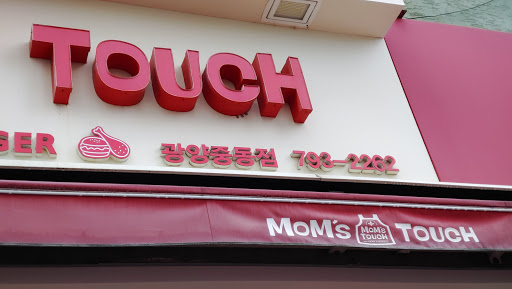 TOUCH
GER 광양중동점 793-2262
MOM'S MOM'S TOUCH TOUCH